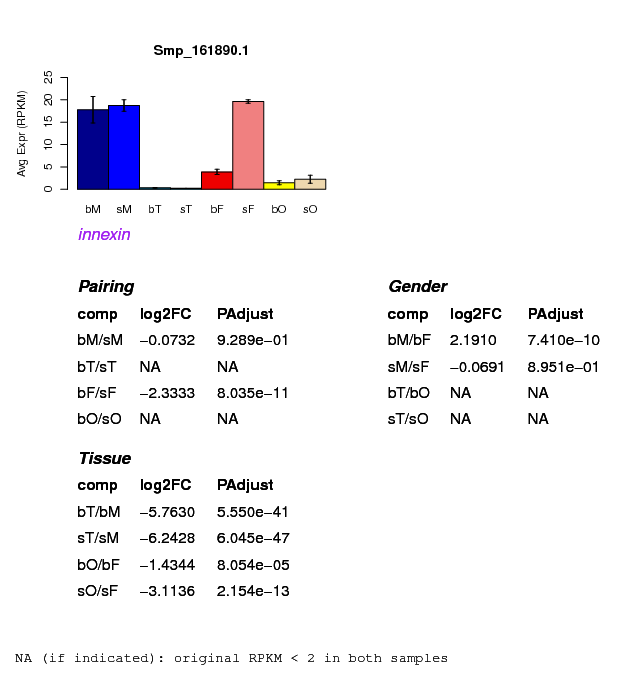 Smp_161890.1
Avg Expr (RPKM)
25
20
15
10
5
0
bM sM bT sT bF sF bO sO
innexin
Pairing
comp log2FC PAdjust
bM/sM −0.0732 9.289e−01
bT/sT NA NA
bF/sF −2.3333 8.035e−11
bO/sO NA NA
Gender
comp log2FC PAdjust
bM/bF 2.1910 7.410e−10
sM/sF −0.0691 8.951e−01
bT/bO NA NA
sT/sO NA NA
Tissue
comp log2FC PAdjust
bT/bM −5.7630 5.550e−41
sT/sM −6.2428 6.045e−47
bO/bF −1.4344 8.054e−05
sO/sF −3.1136 2.154e−13
NA (if indicated): original RPKM < 2 in both samples